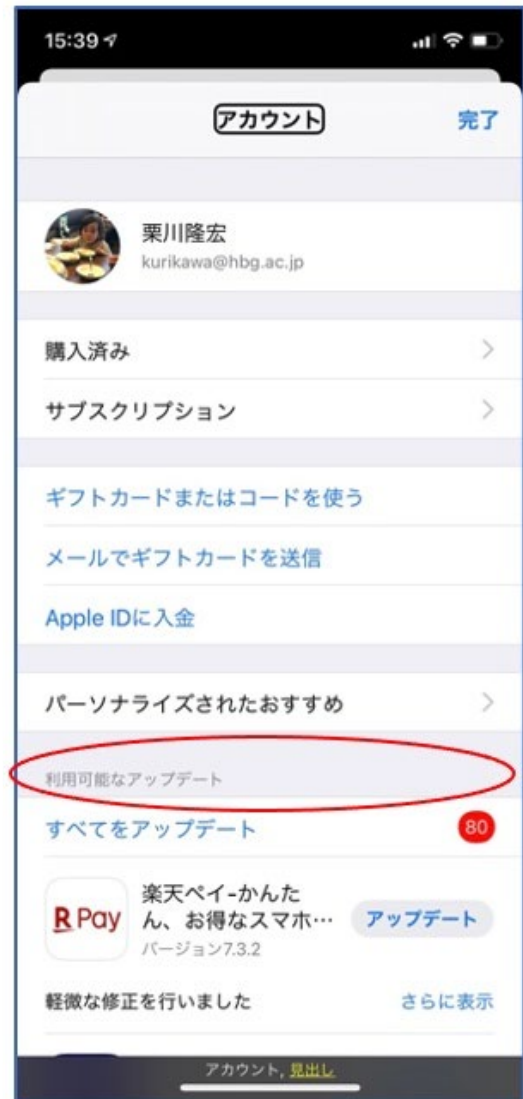 15:39
アカウント
完了
栗川隆宏
kurikawa@hbg.ac.jp
購入済み
サブスクリプション
ギフトカードまたはコードを使う
メールでギフトカードを送信
Apple IDに入金
パーソナライズされたおすすめ
利用可能なアップデート
すべてをアップデート
80
R Pay
楽天ペイ-かんた
ん、お得なスマホ…
アップデート
バージョン7.3.2
軽微な修正を行いました
さらに表示
アカウント, 見出し